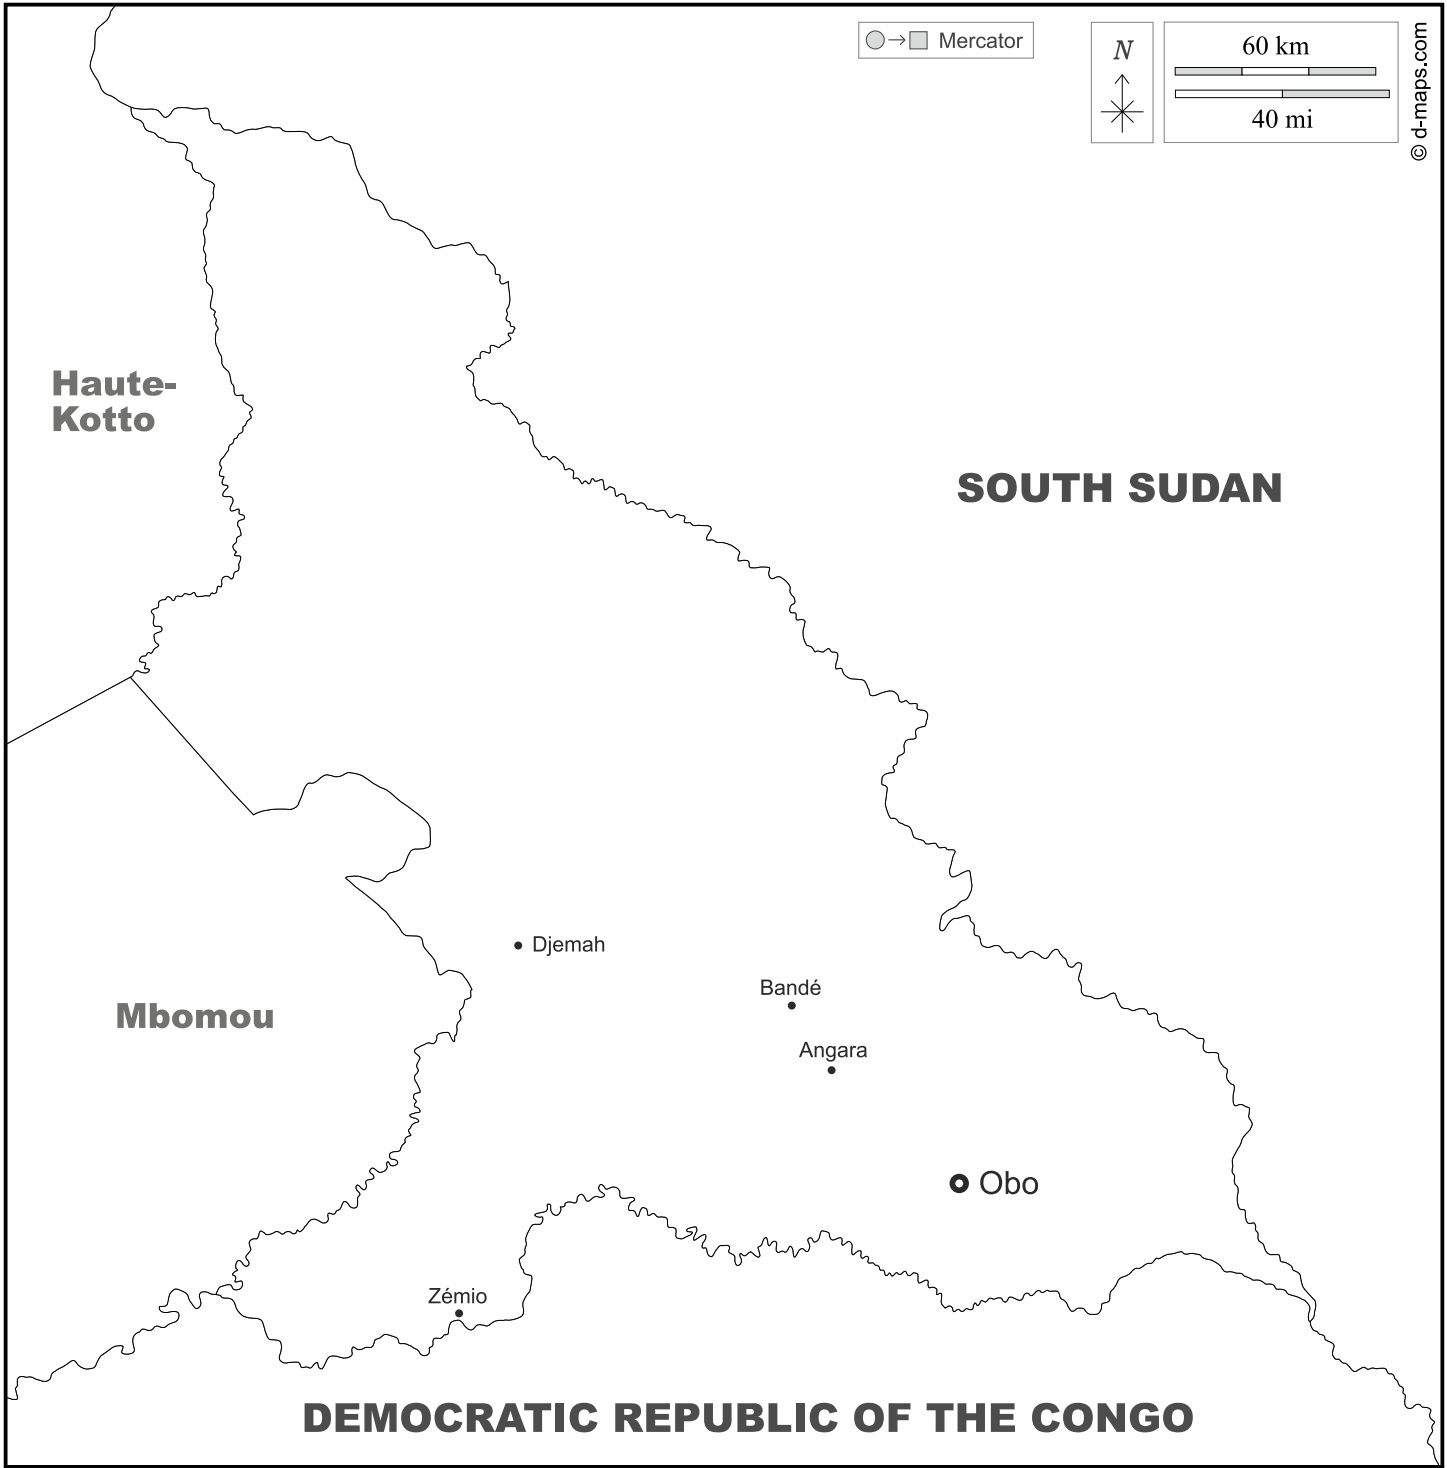 Mercator
N
60 km
40 mi
© d-maps.com
Haute-
Kotto
SOUTH SUDAN
Djemah
Bandé
Mbomou
Angara
Obo
Zémio
DEMOCRATIC REPUBLIC OF THE CONGO